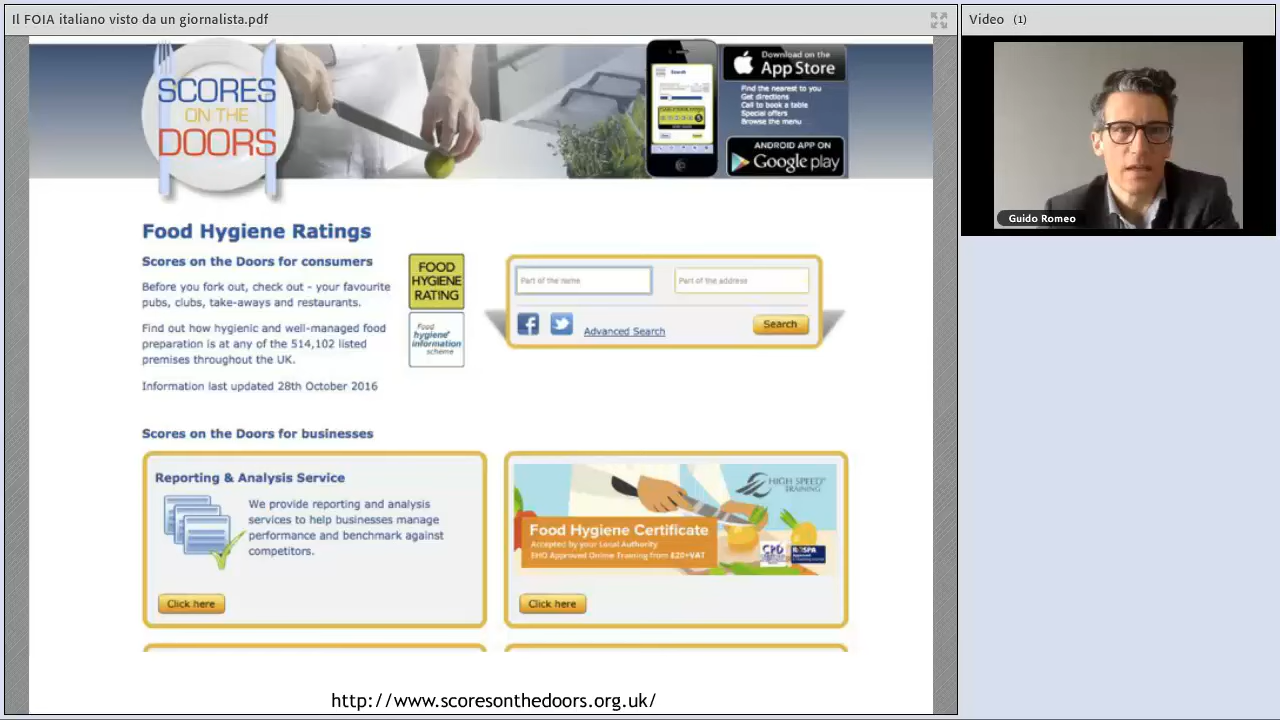 Il FOIA italiano visto da un giornalista.pdf
Video (1)
SCORES
ON THE
DOORS
Download on the
App Store
Find the nearest to you
Get directions
Call to book a table
Special offers
Browse the menu
ANDROID APP ON
Google play
Guido Romeo
Food Hygiene Ratings
Scores on the Doors for consumers
Before you fork out, check out - your favourite
pubs, clubs, take-aways and restaurants.
Find out how hygienic and well-managed food
preparation is at any of the 514,102 listed
premises throughout the UK.
Information last updated 28th October 2016
FOOD
HYGIENE
RATING
Food
hygiene
information
scheme
Part of the name
Part of the address
Advanced Search
Search
Scores on the Doors for businesses
Reporting & Analysis Service
We provide reporting and analysis
services to help businesses manage
performance and benchmark against
competitors.
Click here
HIGH SPEED
TRAINING
Food Hygiene Certificate
Accepted by your Local Authority
EHO Approved Online Training from £20+VAT
CPD
RoSPA
Click here
http://www.scoresonthedoors.org.uk/